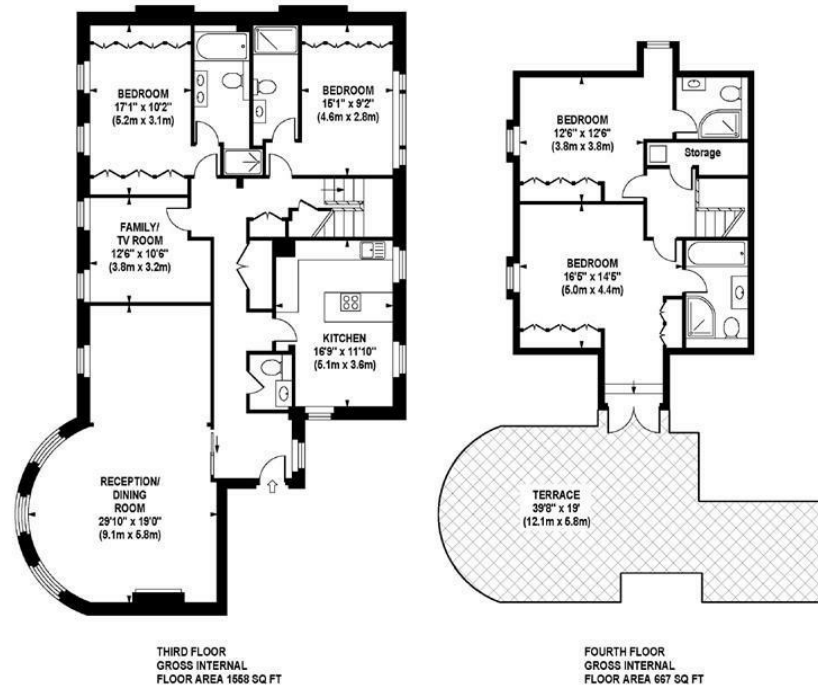 BEDROOM
17'1" x 10'2"
(5.2m x 3.1m)
BEDROOM
15'1" x 9'2"
(4.6m x 2.8m)
FAMILY/
TV ROOM
12'6" x 10'6"
(3.8m x 3.2m)
KITCHEN
16'9" x 11'10"
(5.1m x 3.6m)
RECEPTION/
DINING
ROOM
29'10" x 19'0"
(9.1m x 5.8m)
THIRD FLOOR
GROSS INTERNAL
FLOOR AREA 1558 SQ FT
BEDROOM
12'6" x 12'6"
(3.8m x 3.8m)
Storage
BEDROOM
16'5" x 14'5"
(5.0m x 4.4m)
TERRACE
39'8" x 19'
(12.1m x 5.8m)
FOURTH FLOOR
GROSS INTERNAL
FLOOR AREA 667 SQ FT